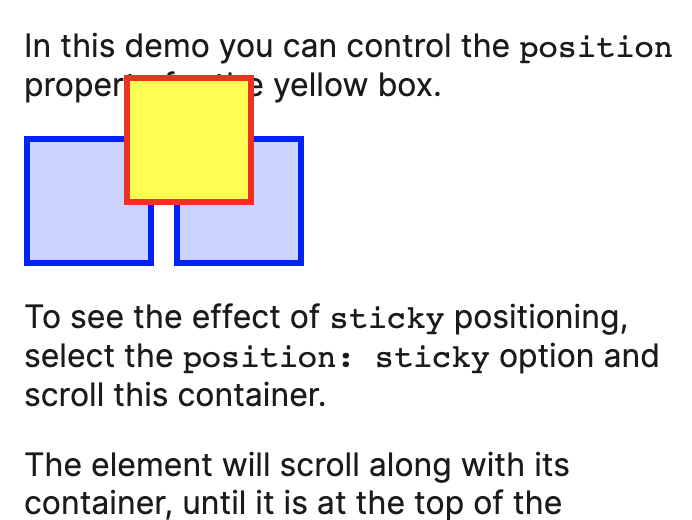 In this demo you can control the position
yellow box.
To see the effect of sticky positioning,
select the position: sticky option and
scroll this container.
The element will scroll along with its
container, until it is at the top of the